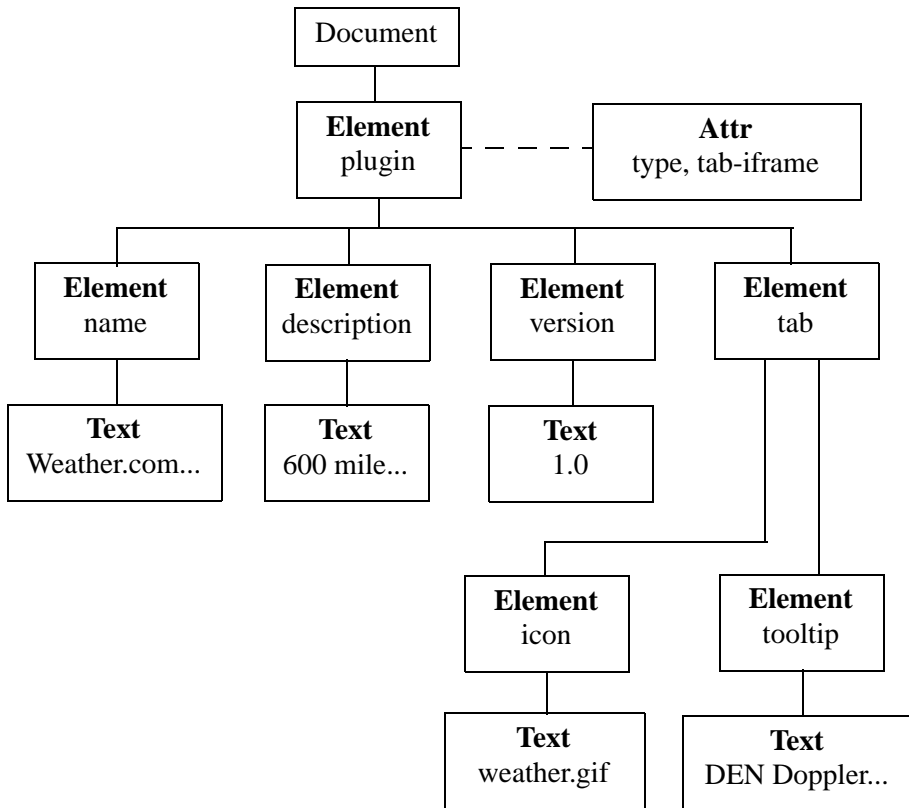 Document
Element
plugin
Attr
type, tab-iframe
Element
name
Element
description
Element
version
Element
tab
Text
Weather.com...
Text
600 mile...
Text
1.0
Element
icon
Element
tooltip
Text
weather.gif
Text
DEN Doppler...